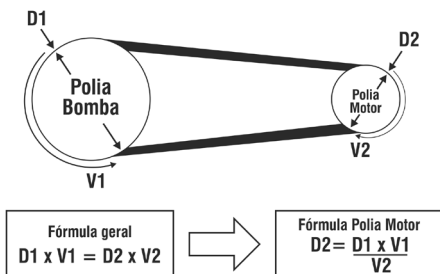 D1
D2
Polia
Bomba
Polia
Motor
V1
V2
Fórmula geral
D1 x V1 = D2 x V2
Fórmula Polia Motor
D2= D1 x V1
V2